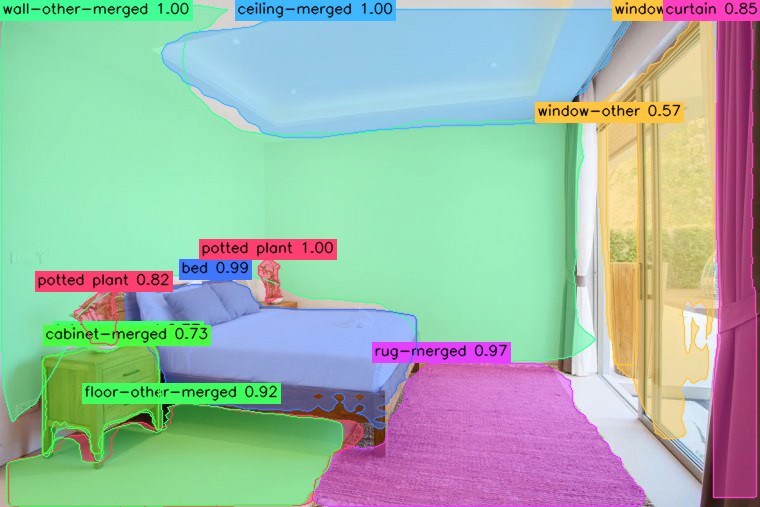 wall-other-merged 1.00
ceiling-merged 1.00
window
curtain 0.85
window-other 0.57
potted plant 1.00
bed 0.99
potted plant 0.82
cabinet-merged 0.73
rug-merged 0.97
floor-other-merged 0.92